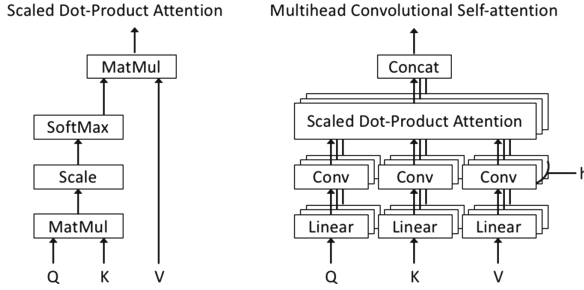 Scaled Dot-Product Attention
MatMul
SoftMax
Scale
MatMul
Q K V
Multihead Convolutional Self-attention
Concat
Scaled Dot-Product Attention
Conv Conv Conv
h
Linear Linear Linear
Q K V